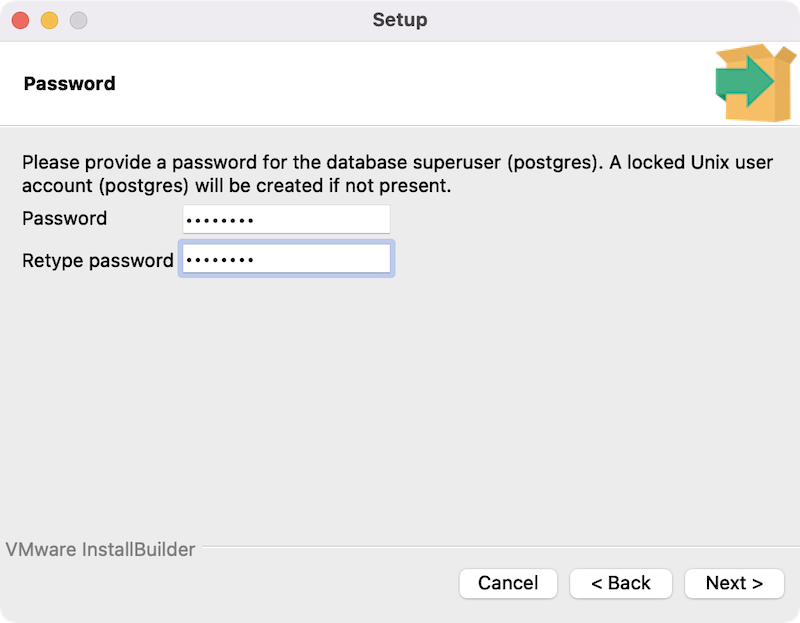 Setup
Password
Please provide a password for the database superuser (postgres). A locked Unix user
account (postgres) will be created if not present.
Password ••••••••
Retype password ••••••••
VMware InstallBuilder
Cancel < Back Next >